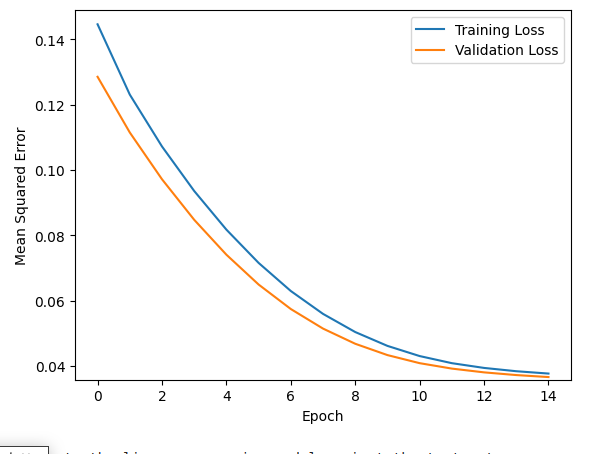 0.14
0.12
0.10
0.08
0.06
0.04
Mean Squared Error
Training Loss
Validation Loss
0 2 4 6 8 10 12 14
Epoch